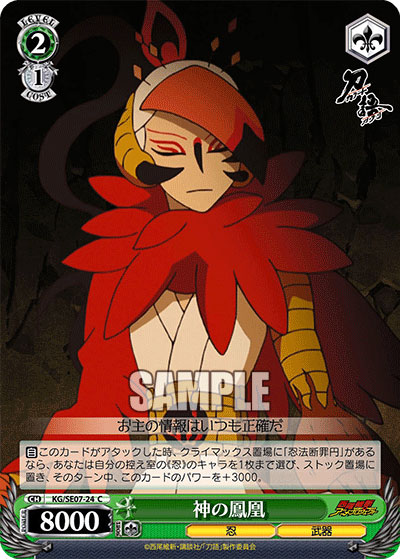 LEVEL
2
1
COST
刀語
SAMPLE
お主の情報はいつも正確だ
自このカードがアタックした時、クライマックス置場に「忍法断罪円」があ
るなら、あなたは自分の控え室の《忍》のキャラを1枚まで選び、ストック置場に置
き、そのターン中、このカードのパワーを+3000。
CH KG/SE07-24 C
POWER
8000
神の鳳凰
忍
武器
©西尾維新・講談社/「刀語」製作委員会